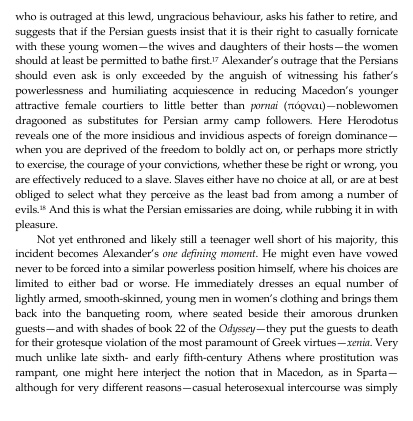 who is outraged at this lewd, ungracious behaviour, asks his father to retire, and
suggests that if the Persian guests insist that it is their right to casually fornicate
with these young women—the wives and daughters of their hosts—the women
should at least be permitted to bathe first.¹⁷ Alexander's outrage that the Persians
should even ask is only exceeded by the anguish of witnessing his father's
powerlessness and humiliating acquiescence in reducing Macedon's younger
attractive female courtiers to little better than pornai (πόρναι)—noblewomen
dragooned as substitutes for Persian army camp followers. Here Herodotus
reveals one of the more insidious and invidious aspects of foreign dominance—
when you are deprived of the freedom to boldly act on, or perhaps more strictly
to exercise, the courage of your convictions, whether these be right or wrong, you
are effectively reduced to a slave. Slaves either have no choice at all, or are at best
obliged to select what they perceive as the least bad from among a number of
evils.¹⁸ And this is what the Persian emissaries are doing, while rubbing it in with
pleasure.
Not yet enthroned and likely still a teenager well short of his majority, this
incident becomes Alexander's one defining moment. He might even have vowed
never to be forced into a similar powerless position himself, where his choices are
limited to either bad or worse. He immediately dresses an equal number of
lightly armed, smooth-skinned, young men in women's clothing and brings them
back into the banqueting room, where seated beside their amorous drunken
guests—and with shades of book 22 of the Odyssey—they put the guests to death
for their grotesque violation of the most paramount of Greek virtues—xenia. Very
much unlike late sixth- and early fifth-century Athens where prostitution was
rampant, one might here interject the notion that in Macedon, as in Sparta—
although for very different reasons—casual heterosexual intercourse was simply